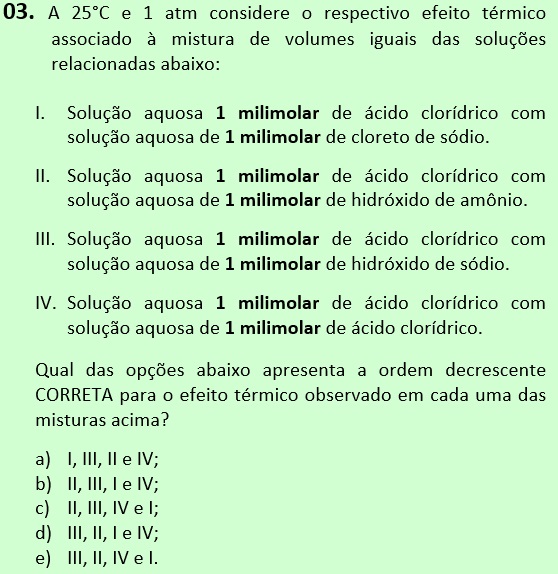 03. A 25°C e 1 atm considere o respectivo efeito térmico
associado à mistura de volumes iguais das soluções
relacionadas abaixo:
I. Solução aquosa 1 milimolar de ácido clorídrico com
solução aquosa de 1 milimolar de cloreto de sódio.
II. Solução aquosa 1 milimolar de ácido clorídrico com
solução aquosa de 1 milimolar de hidróxido de amônio.
III. Solução aquosa 1 milimolar de ácido clorídrico com
solução aquosa de 1 milimolar de hidróxido de sódio.
IV. Solução aquosa 1 milimolar de ácido clorídrico com
solução aquosa de 1 milimolar de ácido clorídrico.
Qual das opções abaixo apresenta a ordem decrescente
CORRETA para o efeito térmico observado em cada uma das
misturas acima?
a) I, III, II e IV;
b) II, III, I e IV;
c) II, III, IV e I;
d) III, II, I e IV;
e) III, II, IV e I.